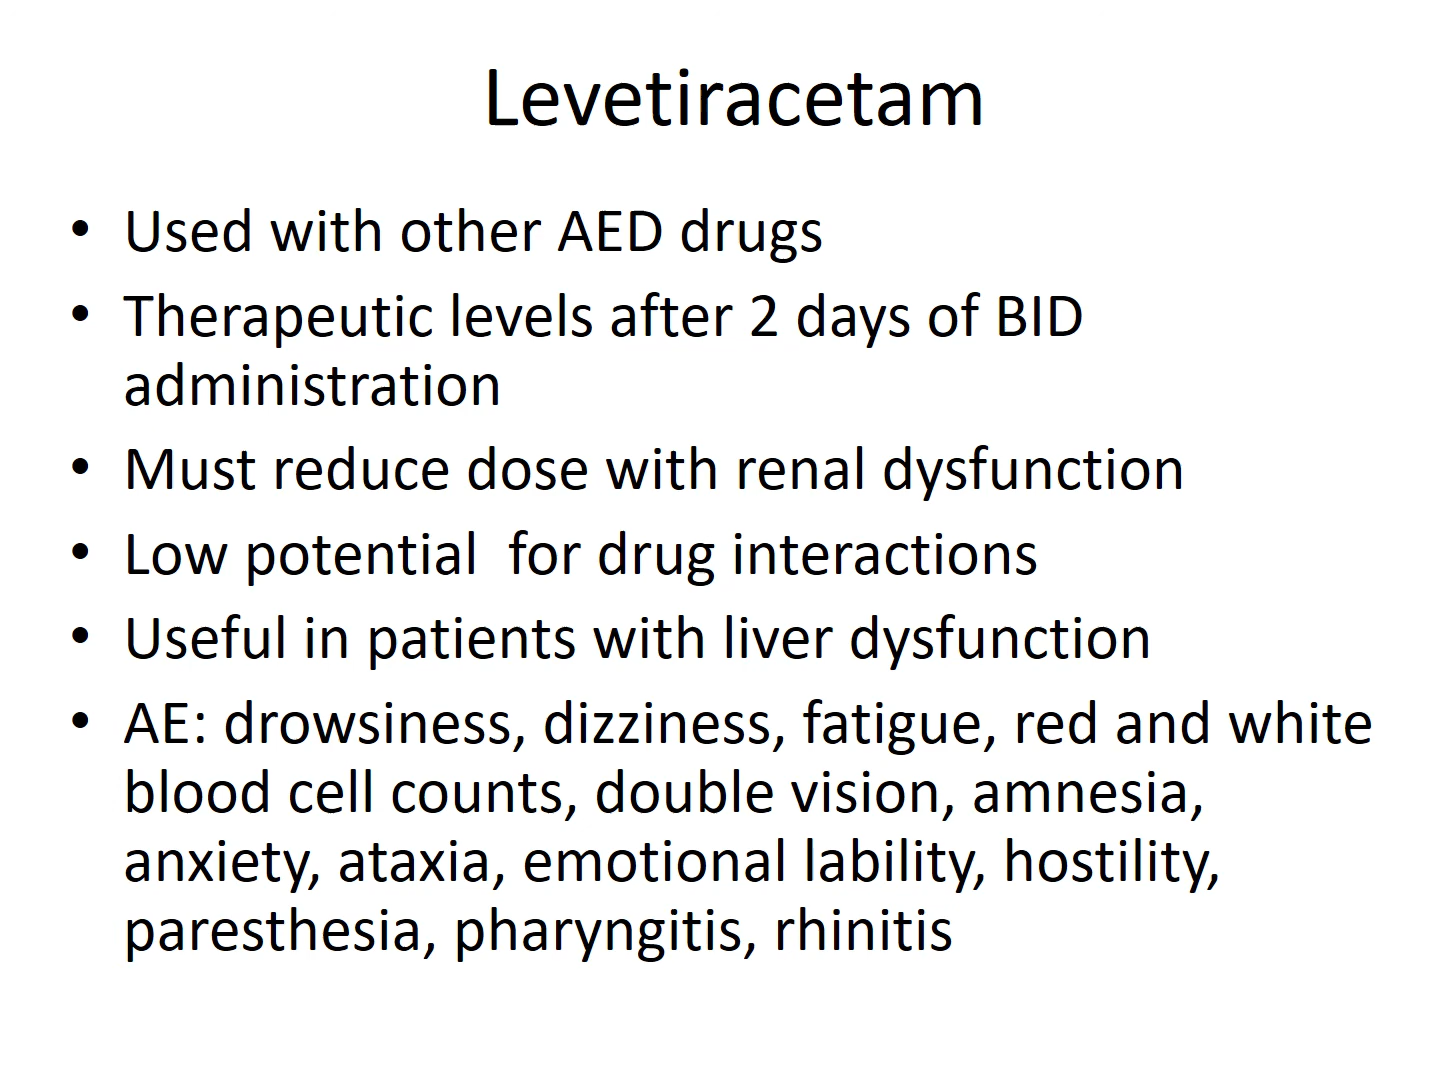 Levetiracetam
• Used with other AED drugs
• Therapeutic levels after 2 days of BID
administration
• Must reduce dose with renal dysfunction
• Low potential  for drug interactions
• Useful in patients with liver dysfunction
• AE: drowsiness, dizziness, fatigue, red and white
blood cell counts, double vision, amnesia,
anxiety, ataxia, emotional lability, hostility,
paresthesia, pharyngitis, rhinitis